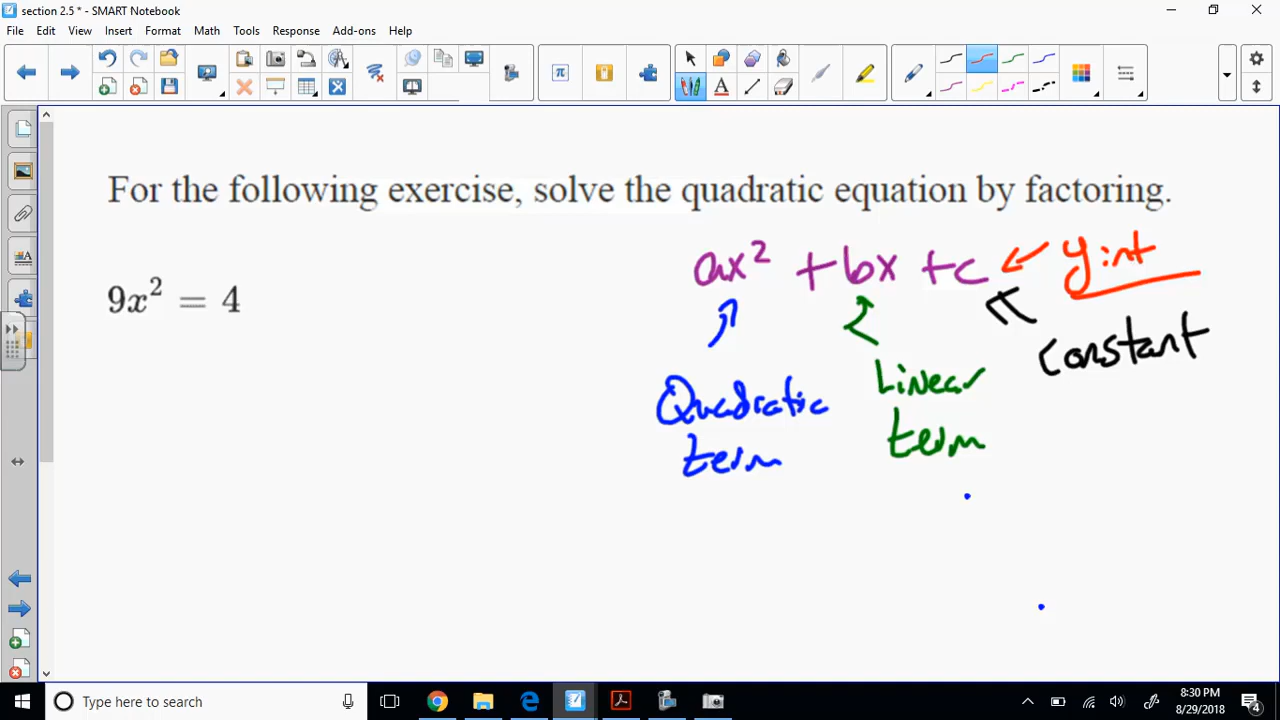 section 2.5 * - SMART Notebook
File Edit View Insert Format Math Tools Response Add-ons Help
For the following exercise, solve the quadratic equation by factoring.
ax² + bx + c ← y int
9x² = 4
constant
Quadratic term
Linear term
Type here to search
8:30 PM
8/29/2018
4